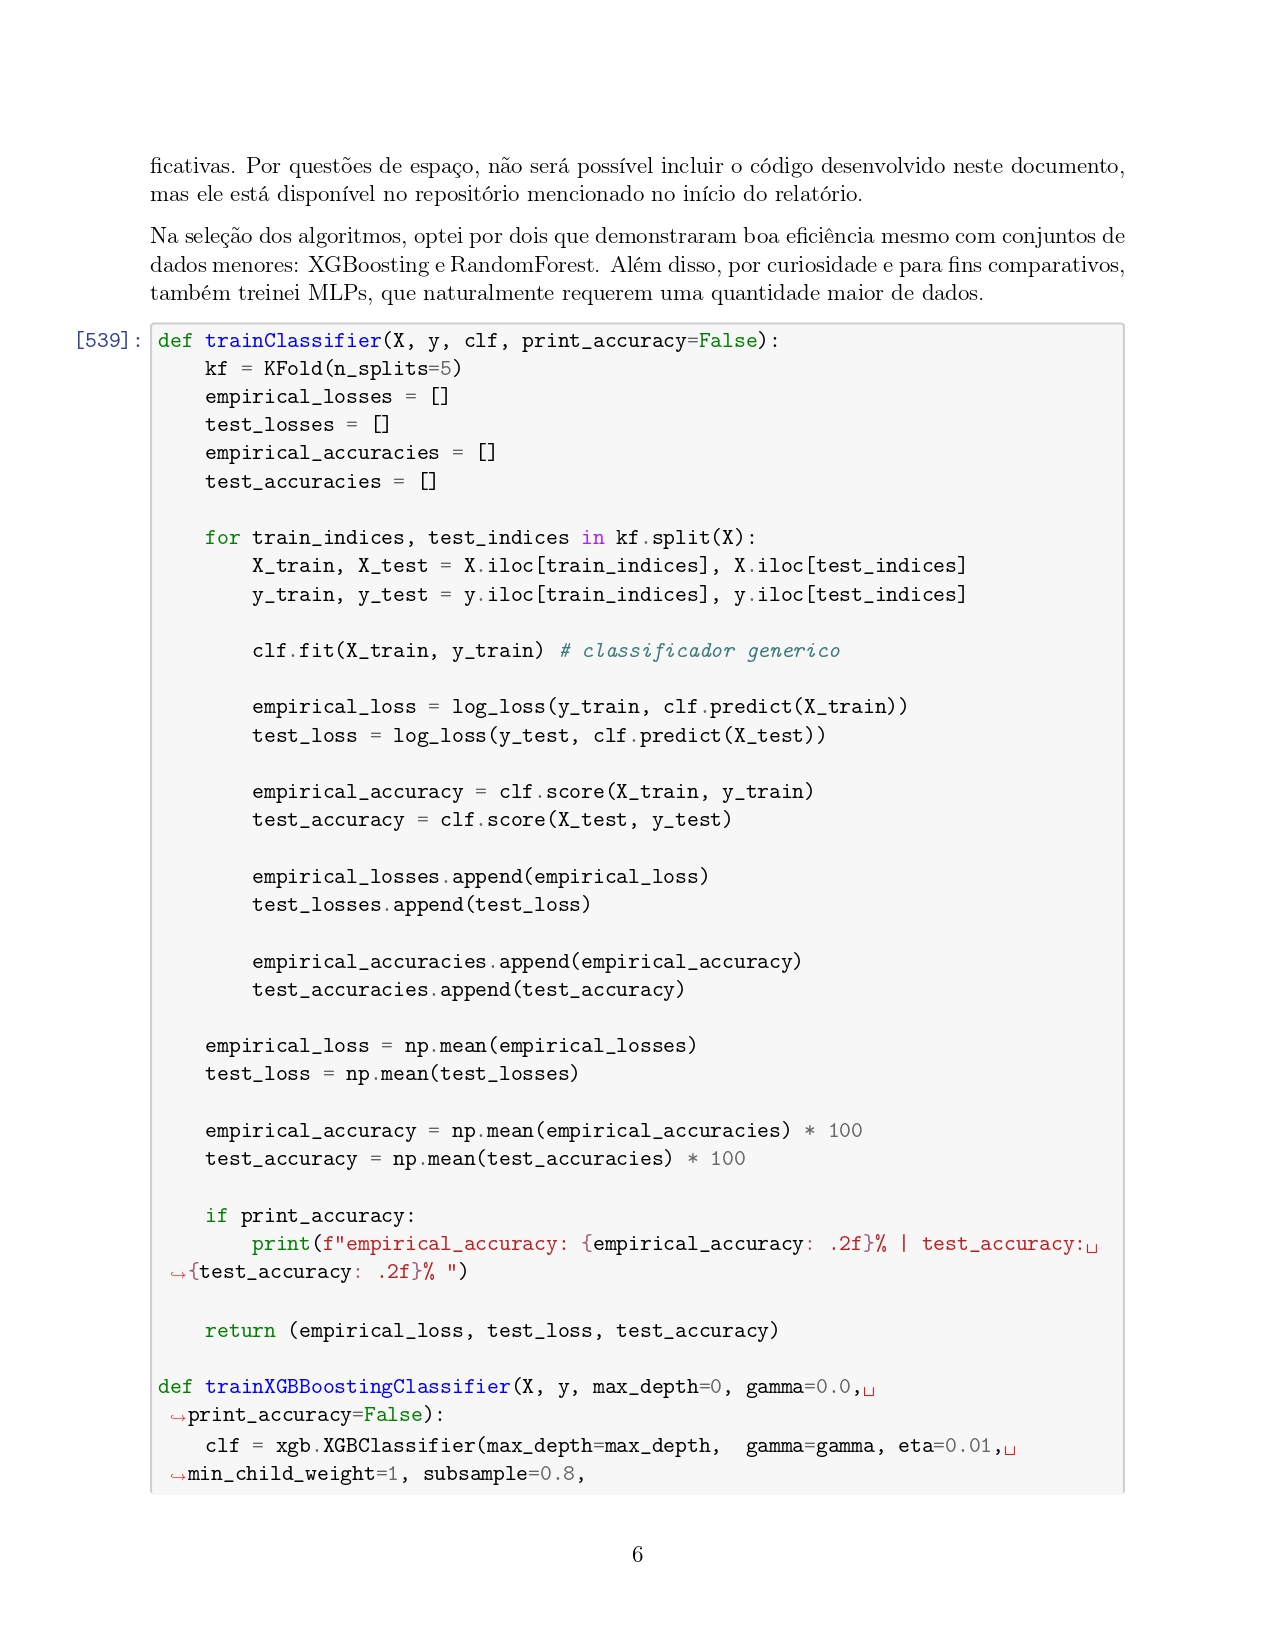 ficativas. Por questões de espaço, não será possível incluir o código desenvolvido neste documento,
mas ele está disponível no repositório mencionado no início do relatório.
Na seleção dos algoritmos, optei por dois que demonstraram boa eficiência mesmo com conjuntos de
dados menores: XGBoosting e RandomForest. Além disso, por curiosidade e para fins comparativos,
também treinei MLPs, que naturalmente requerem uma quantidade maior de dados.
[539]: def trainClassifier(X, y, clf, print_accuracy=False):
    kf = KFold(n_splits=5)
    empirical_losses = []
    test_losses = []
    empirical_accuracies = []
    test_accuracies = []

    for train_indices, test_indices in kf.split(X):
        X_train, X_test = X.iloc[train_indices], X.iloc[test_indices]
        y_train, y_test = y.iloc[train_indices], y.iloc[test_indices]

        clf.fit(X_train, y_train) # classificador generico

        empirical_loss = log_loss(y_train, clf.predict(X_train))
        test_loss = log_loss(y_test, clf.predict(X_test))

        empirical_accuracy = clf.score(X_train, y_train)
        test_accuracy = clf.score(X_test, y_test)

        empirical_losses.append(empirical_loss)
        test_losses.append(test_loss)

        empirical_accuracies.append(empirical_accuracy)
        test_accuracies.append(test_accuracy)

    empirical_loss = np.mean(empirical_losses)
    test_loss = np.mean(test_losses)

    empirical_accuracy = np.mean(empirical_accuracies) * 100
    test_accuracy = np.mean(test_accuracies) * 100

    if print_accuracy:
        print(f"empirical_accuracy: {empirical_accuracy: .2f}% | test_accuracy:␣
↪{test_accuracy: .2f}% ")

    return (empirical_loss, test_loss, test_accuracy)

def trainXGBBoostingClassifier(X, y, max_depth=0, gamma=0.0,␣
↪print_accuracy=False):
    clf = xgb.XGBClassifier(max_depth=max_depth,  gamma=gamma, eta=0.01,␣
↪min_child_weight=1, subsample=0.8,
6